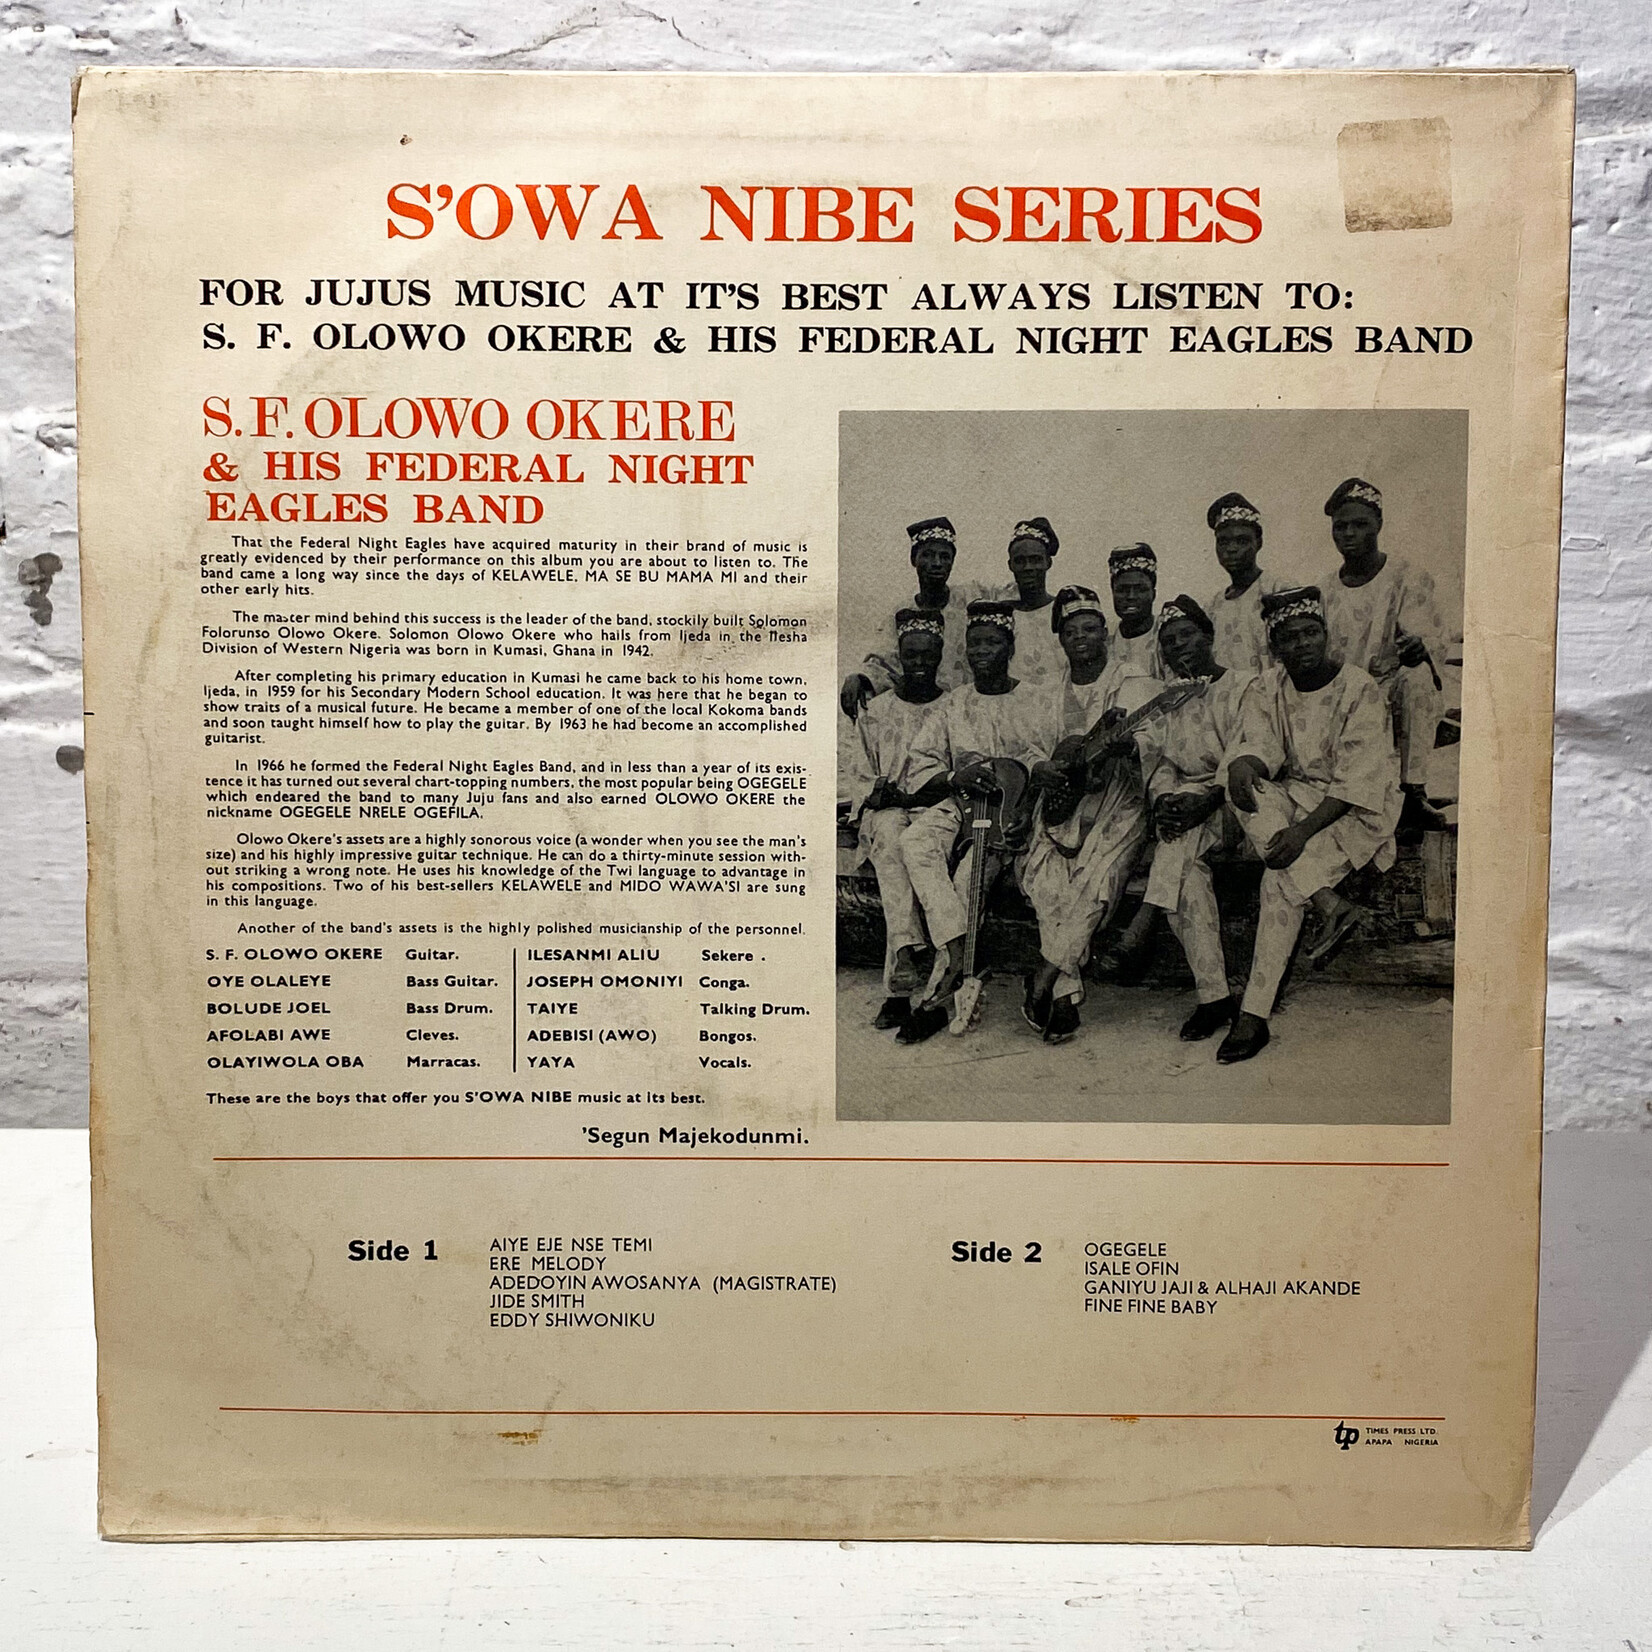 S'OWA NIBE SERIES
FOR JUJUS MUSIC AT IT'S BEST ALWAYS LISTEN TO:
S. F. OLOWO OKERE & HIS FEDERAL NIGHT EAGLES BAND
S. F. OLOWO OKERE
& HIS FEDERAL NIGHT
EAGLES BAND
That the Federal Night Eagles have acquired maturity in their brand of music is
greatly evidenced by their performance on this album you are about to listen to. The
band came a long way since the days of KELAWELE, MA SE BU MAMA MI and their
other early hits.
The master mind behind this success is the leader of the band, stockily built Solomon
Folorunso Olowo Okere. Solomon Olowo Okere who hails from Ijeda in the Ilesha
Division of Western Nigeria was born in Kumasi, Ghana in 1942.
After completing his primary education in Kumasi he came back to his home town,
Ijeda, in 1959 for his Secondary Modern School education. It was here that he began to
show traits of a musical future. He became a member of one of the local Kokoma bands
and soon taught himself how to play the guitar. By 1963 he had become an accomplished
guitarist.
In 1966 he formed the Federal Night Eagles Band, and in less than a year of its exis-
tence it has turned out several chart-topping numbers, the most popular being OGEGELE
which endeared the band to many Juju fans and also earned OLOWO OKERE the
nickname OGEGELE NRELE OGEFILA.
Olowo Okere's assets are a highly sonorous voice (a wonder when you see the man's
size) and his highly impressive guitar technique. He can do a thirty-minute session with-
out striking a wrong note. He uses his knowledge of the Twi language to advantage in
his compositions. Two of his best-sellers KELAWELE and MIDO WAWA'SI are sung
in this language.
Another of the band's assets is the highly polished musicianship of the personnel.
S. F. OLOWO OKERE Guitar.
OYE OLALEYE Bass Guitar.
BOLUDE JOEL Bass Drum.
AFOLABI AWE Cleves.
OLAYIWOLA OBA Marracas.
ILESANMI ALIU Sekere .
JOSEPH OMONIYI Conga.
TAIYE Talking Drum.
ADEBISI (AWO) Bongos.
YAYA Vocals.
These are the boys that offer you S'OWA NIBE music at its best.
'Segun Majekodunmi.
Side 1
AIYE EJE NSE TEMI
ERE MELODY
ADEDOYIN AWOSANYA (MAGISTRATE)
JIDE SMITH
EDDY SHIWONIKU
Side 2
OGEGELE
ISALE OFIN
GANIYU JAJI & ALHAJI AKANDE
FINE FINE BABY
tp TIMES PRESS LTD.
APAPA NIGERIA